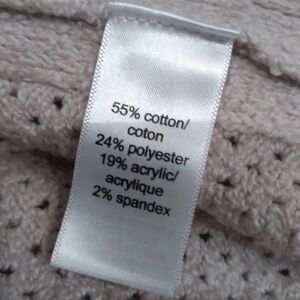 55% cotton/
coton
24% polyester
19% acrylic/
acrylique
2% spandex